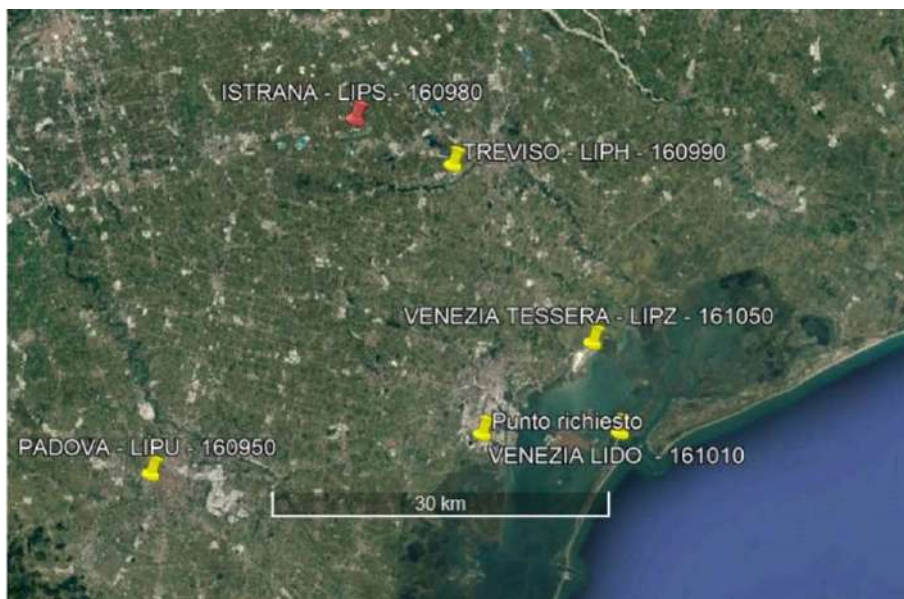 ISTRANA - LIPS - 160980
TREVISO - LIPH - 160990
VENEZIA TESSERA - LIPZ - 161050
Punto richiesto
PADOVA - LIPU - 160950
VENEZIA LIDO - 161010
30 km